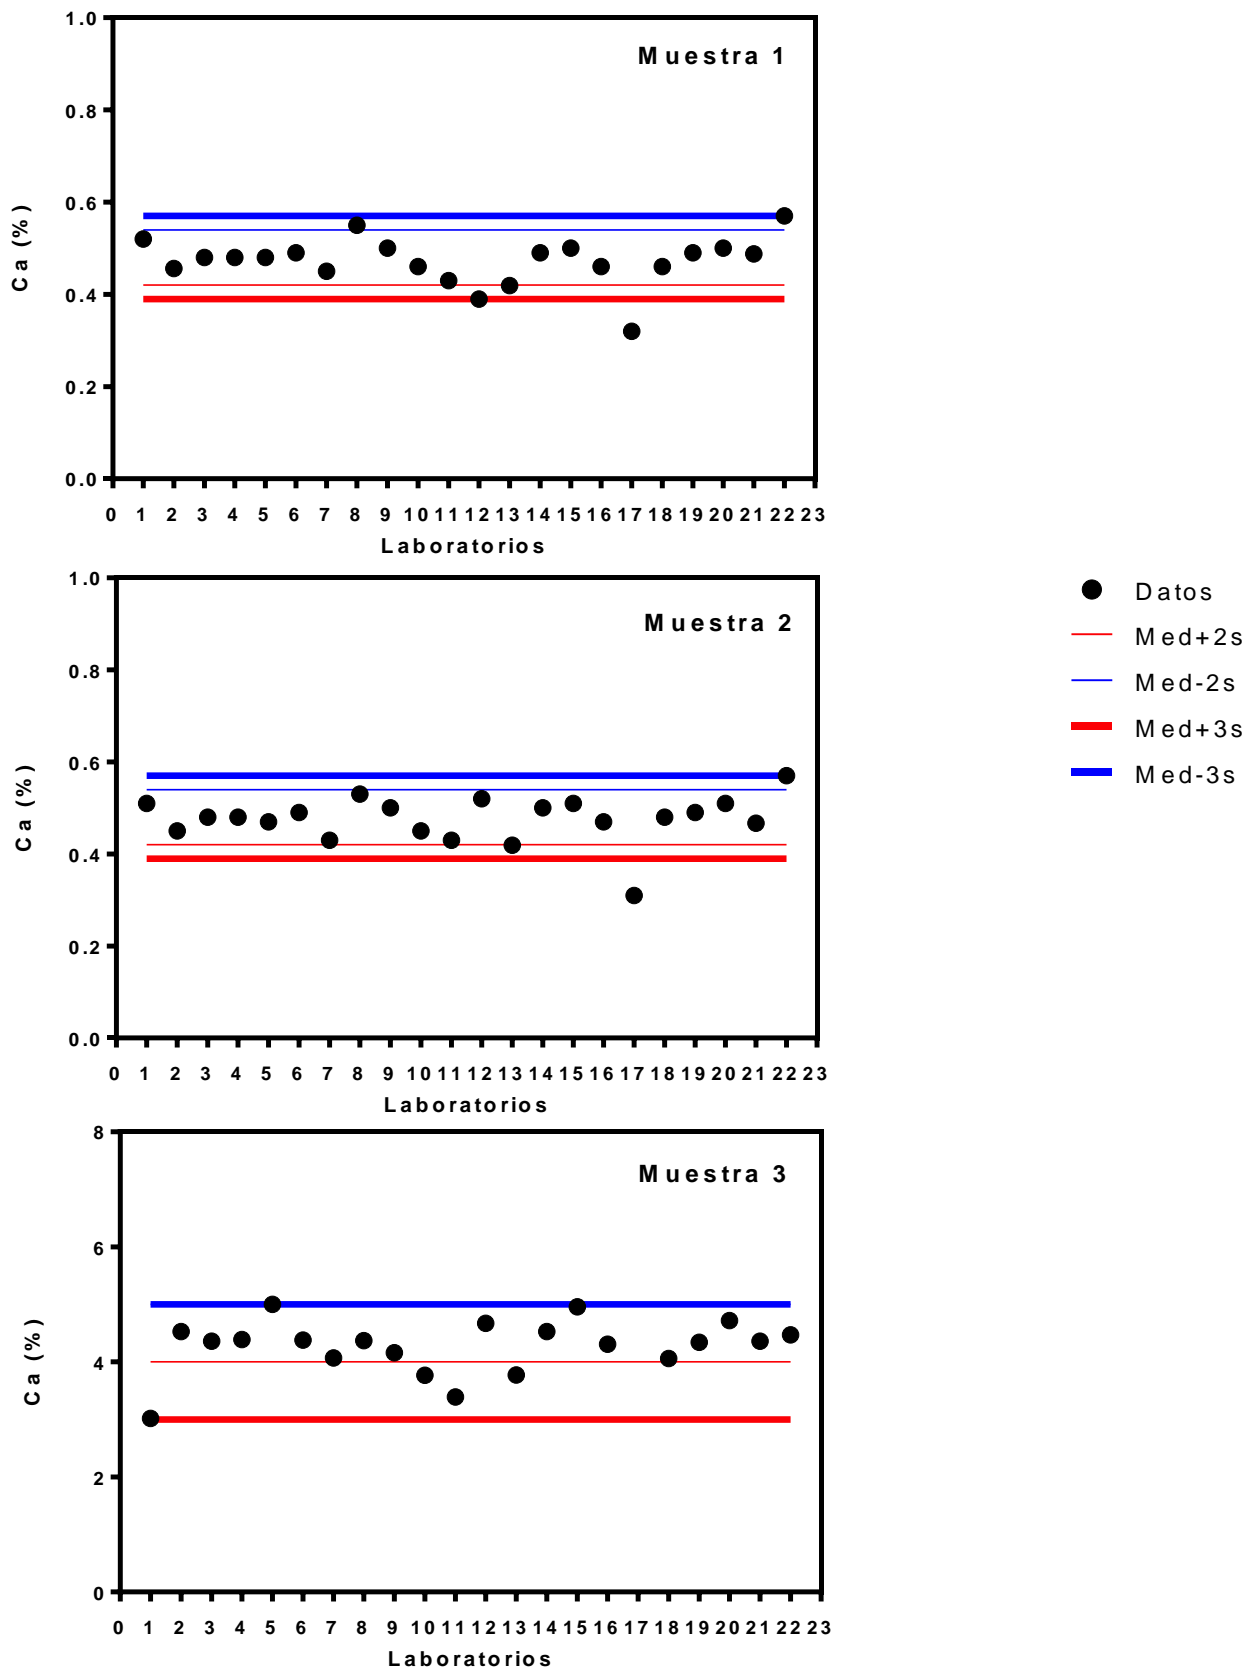 Muestra 1
Ca (%)
1.0
0.8
0.6
0.4
0.2
0.0
0 1 2 3 4 5 6 7 8 9 10 11 12 13 14 15 16 17 18 19 20 21 22 23
Laboratorios
Muestra 2
Ca (%)
1.0
0.8
0.6
0.4
0.2
0.0
0 1 2 3 4 5 6 7 8 9 10 11 12 13 14 15 16 17 18 19 20 21 22 23
Laboratorios
Datos
Med+2s
Med-2s
Med+3s
Med-3s
Muestra 3
Ca (%)
8
6
4
2
0
0 1 2 3 4 5 6 7 8 9 10 11 12 13 14 15 16 17 18 19 20 21 22 23
Laboratorios